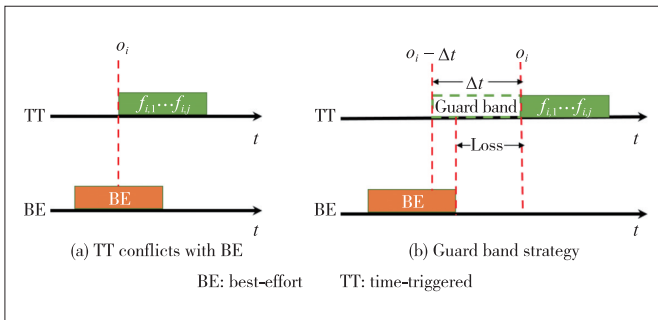 o_i
TT
f_{i,1}…f_{i,j}
t
BE
BE
t
(a) TT conflicts with BE
o_i − Δt
o_i
Δt
TT
Guard band
f_{i,1}…f_{i,j}
t
Loss
BE
BE
t
(b) Guard band strategy
BE: best-effort TT: time-triggered